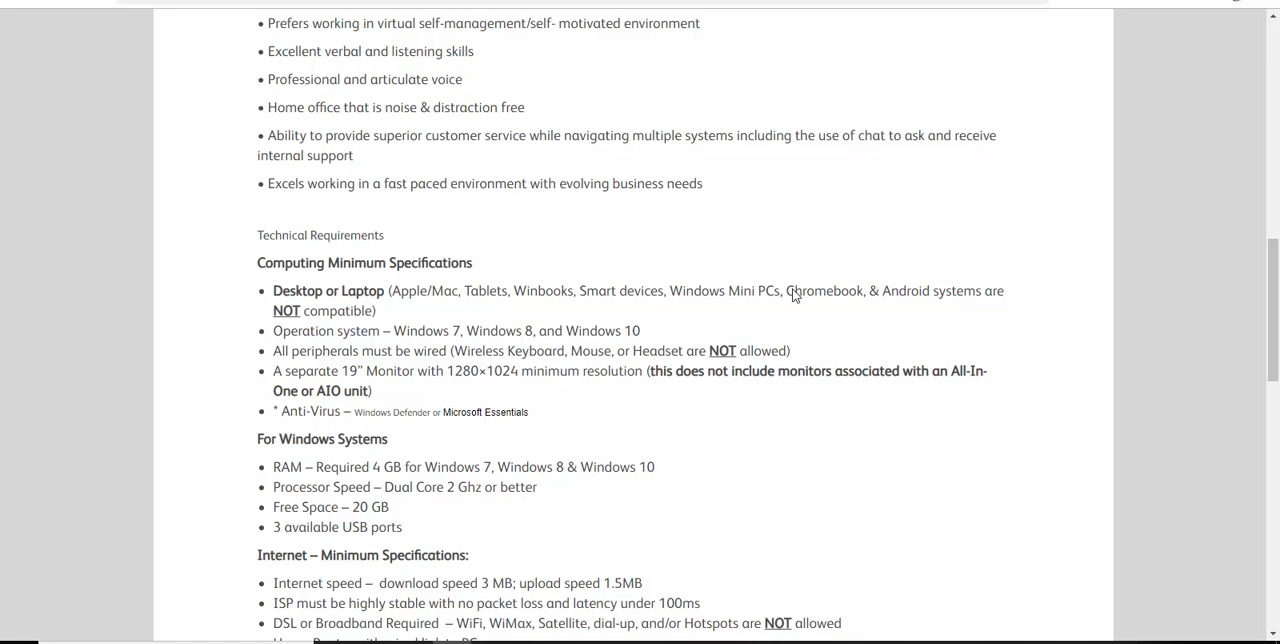 • Prefers working in virtual self-management/self- motivated environment
• Excellent verbal and listening skills
• Professional and articulate voice
• Home office that is noise & distraction free
• Ability to provide superior customer service while navigating multiple systems including the use of chat to ask and receive
internal support
• Excels working in a fast paced environment with evolving business needs
Technical Requirements
Computing Minimum Specifications
• Desktop or Laptop (Apple/Mac, Tablets, Winbooks, Smart devices, Windows Mini PCs, Chromebook, & Android systems are
NOT compatible)
• Operation system – Windows 7, Windows 8, and Windows 10
• All peripherals must be wired (Wireless Keyboard, Mouse, or Headset are NOT allowed)
• A separate 19” Monitor with 1280×1024 minimum resolution (this does not include monitors associated with an All-In-
One or AIO unit)
• * Anti-Virus – Windows Defender or Microsoft Essentials
For Windows Systems
• RAM – Required 4 GB for Windows 7, Windows 8 & Windows 10
• Processor Speed – Dual Core 2 Ghz or better
• Free Space – 20 GB
• 3 available USB ports
Internet – Minimum Specifications:
• Internet speed – download speed 3 MB; upload speed 1.5MB
• ISP must be highly stable with no packet loss and latency under 100ms
• DSL or Broadband Required – WiFi, WiMax, Satellite, dial-up, and/or Hotspots are NOT allowed